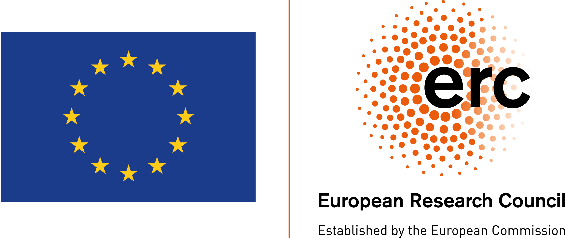 erc
European Research Council
Established by the European Commission